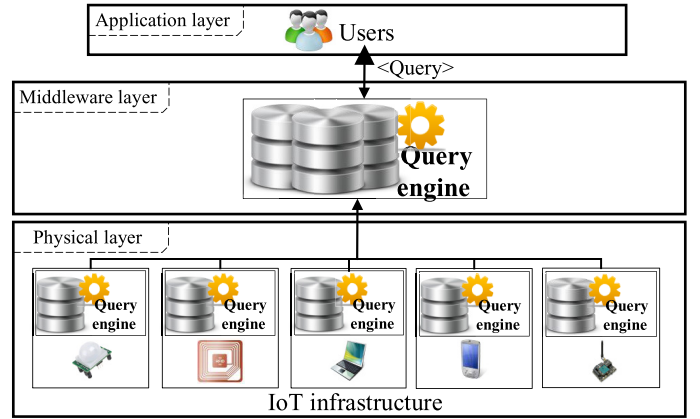 Application layer
Users
<Query>
Middleware layer
Query
engine
Physical layer
Query
engine
Query
engine
Query
engine
Query
engine
Query
engine
IoT infrastructure